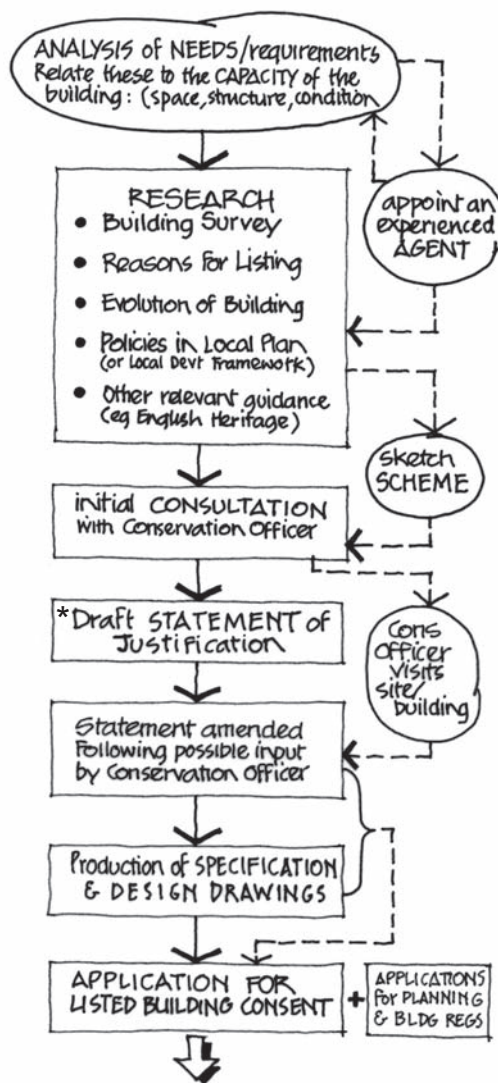 ANALYSIS of NEEDS/requirements
Relate these to the CAPACITY of the
building: (space, structure, condition
appoint an
experienced
AGENT
RESEARCH
• Building Survey
• Reasons for Listing
• Evolution of Building
• Policies in Local Plan
(or Local Devt Framework)
• Other relevant guidance
(eg English Heritage)
Sketch
SCHEME
initial CONSULTATION
with Conservation Officer
*Draft STATEMENT of
Justification
Cons
Officer
visits
site/
building
Statement amended
Following possible input
by Conservation Officer
Production of SPECIFICATION
& DESIGN DRAWINGS
APPLICATION FOR
LISTED BUILDING CONSENT
+
APPLICATIONS
for PLANNING
& BLDG REGS